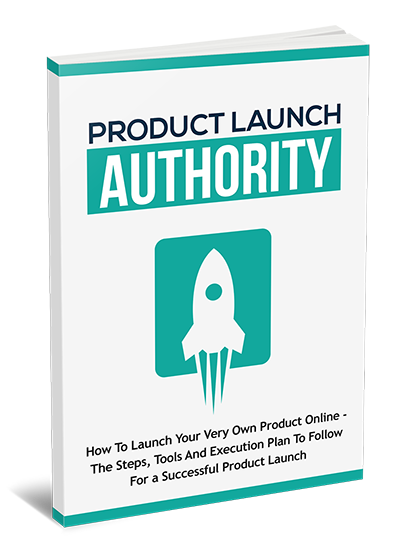 PRODUCT LAUNCH
AUTHORITY
How To Launch Your Very Own Product Online -
The Steps, Tools And Execution Plan To Follow
For a Successful Product Launch